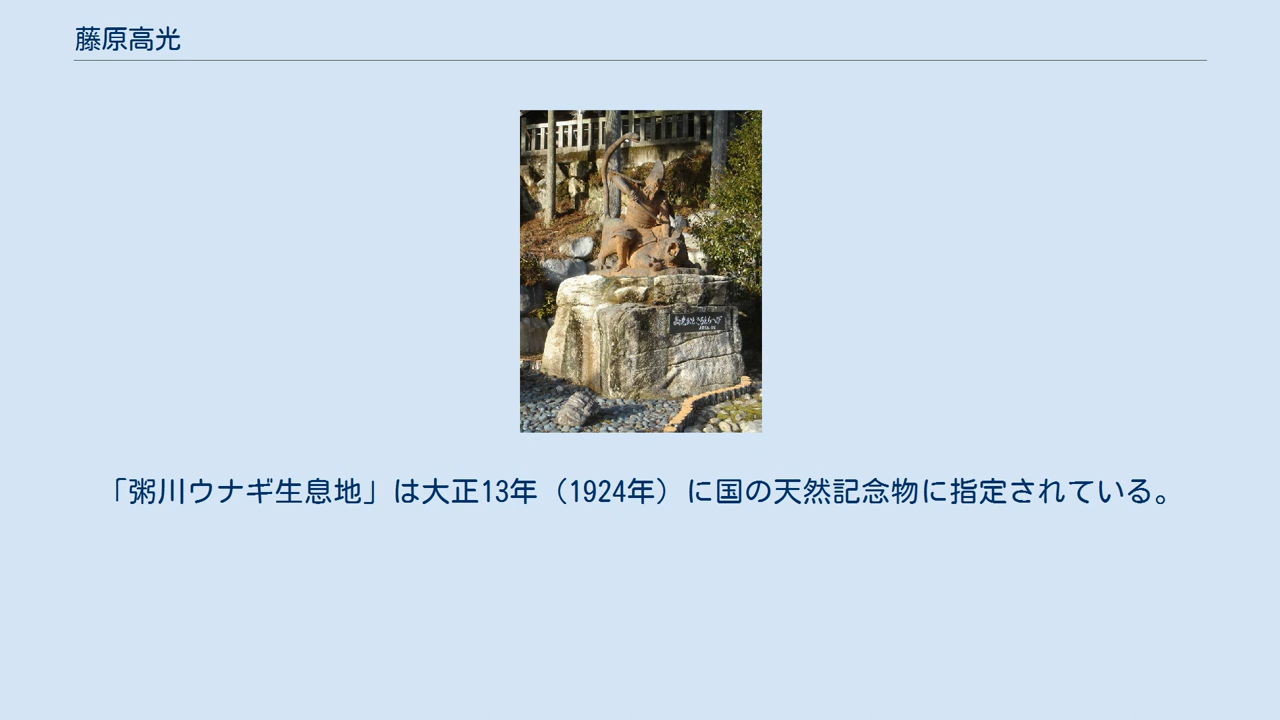 藤原高光
「粥川ウナギ生息地」は大正13年（1924年）に国の天然記念物に指定されている。